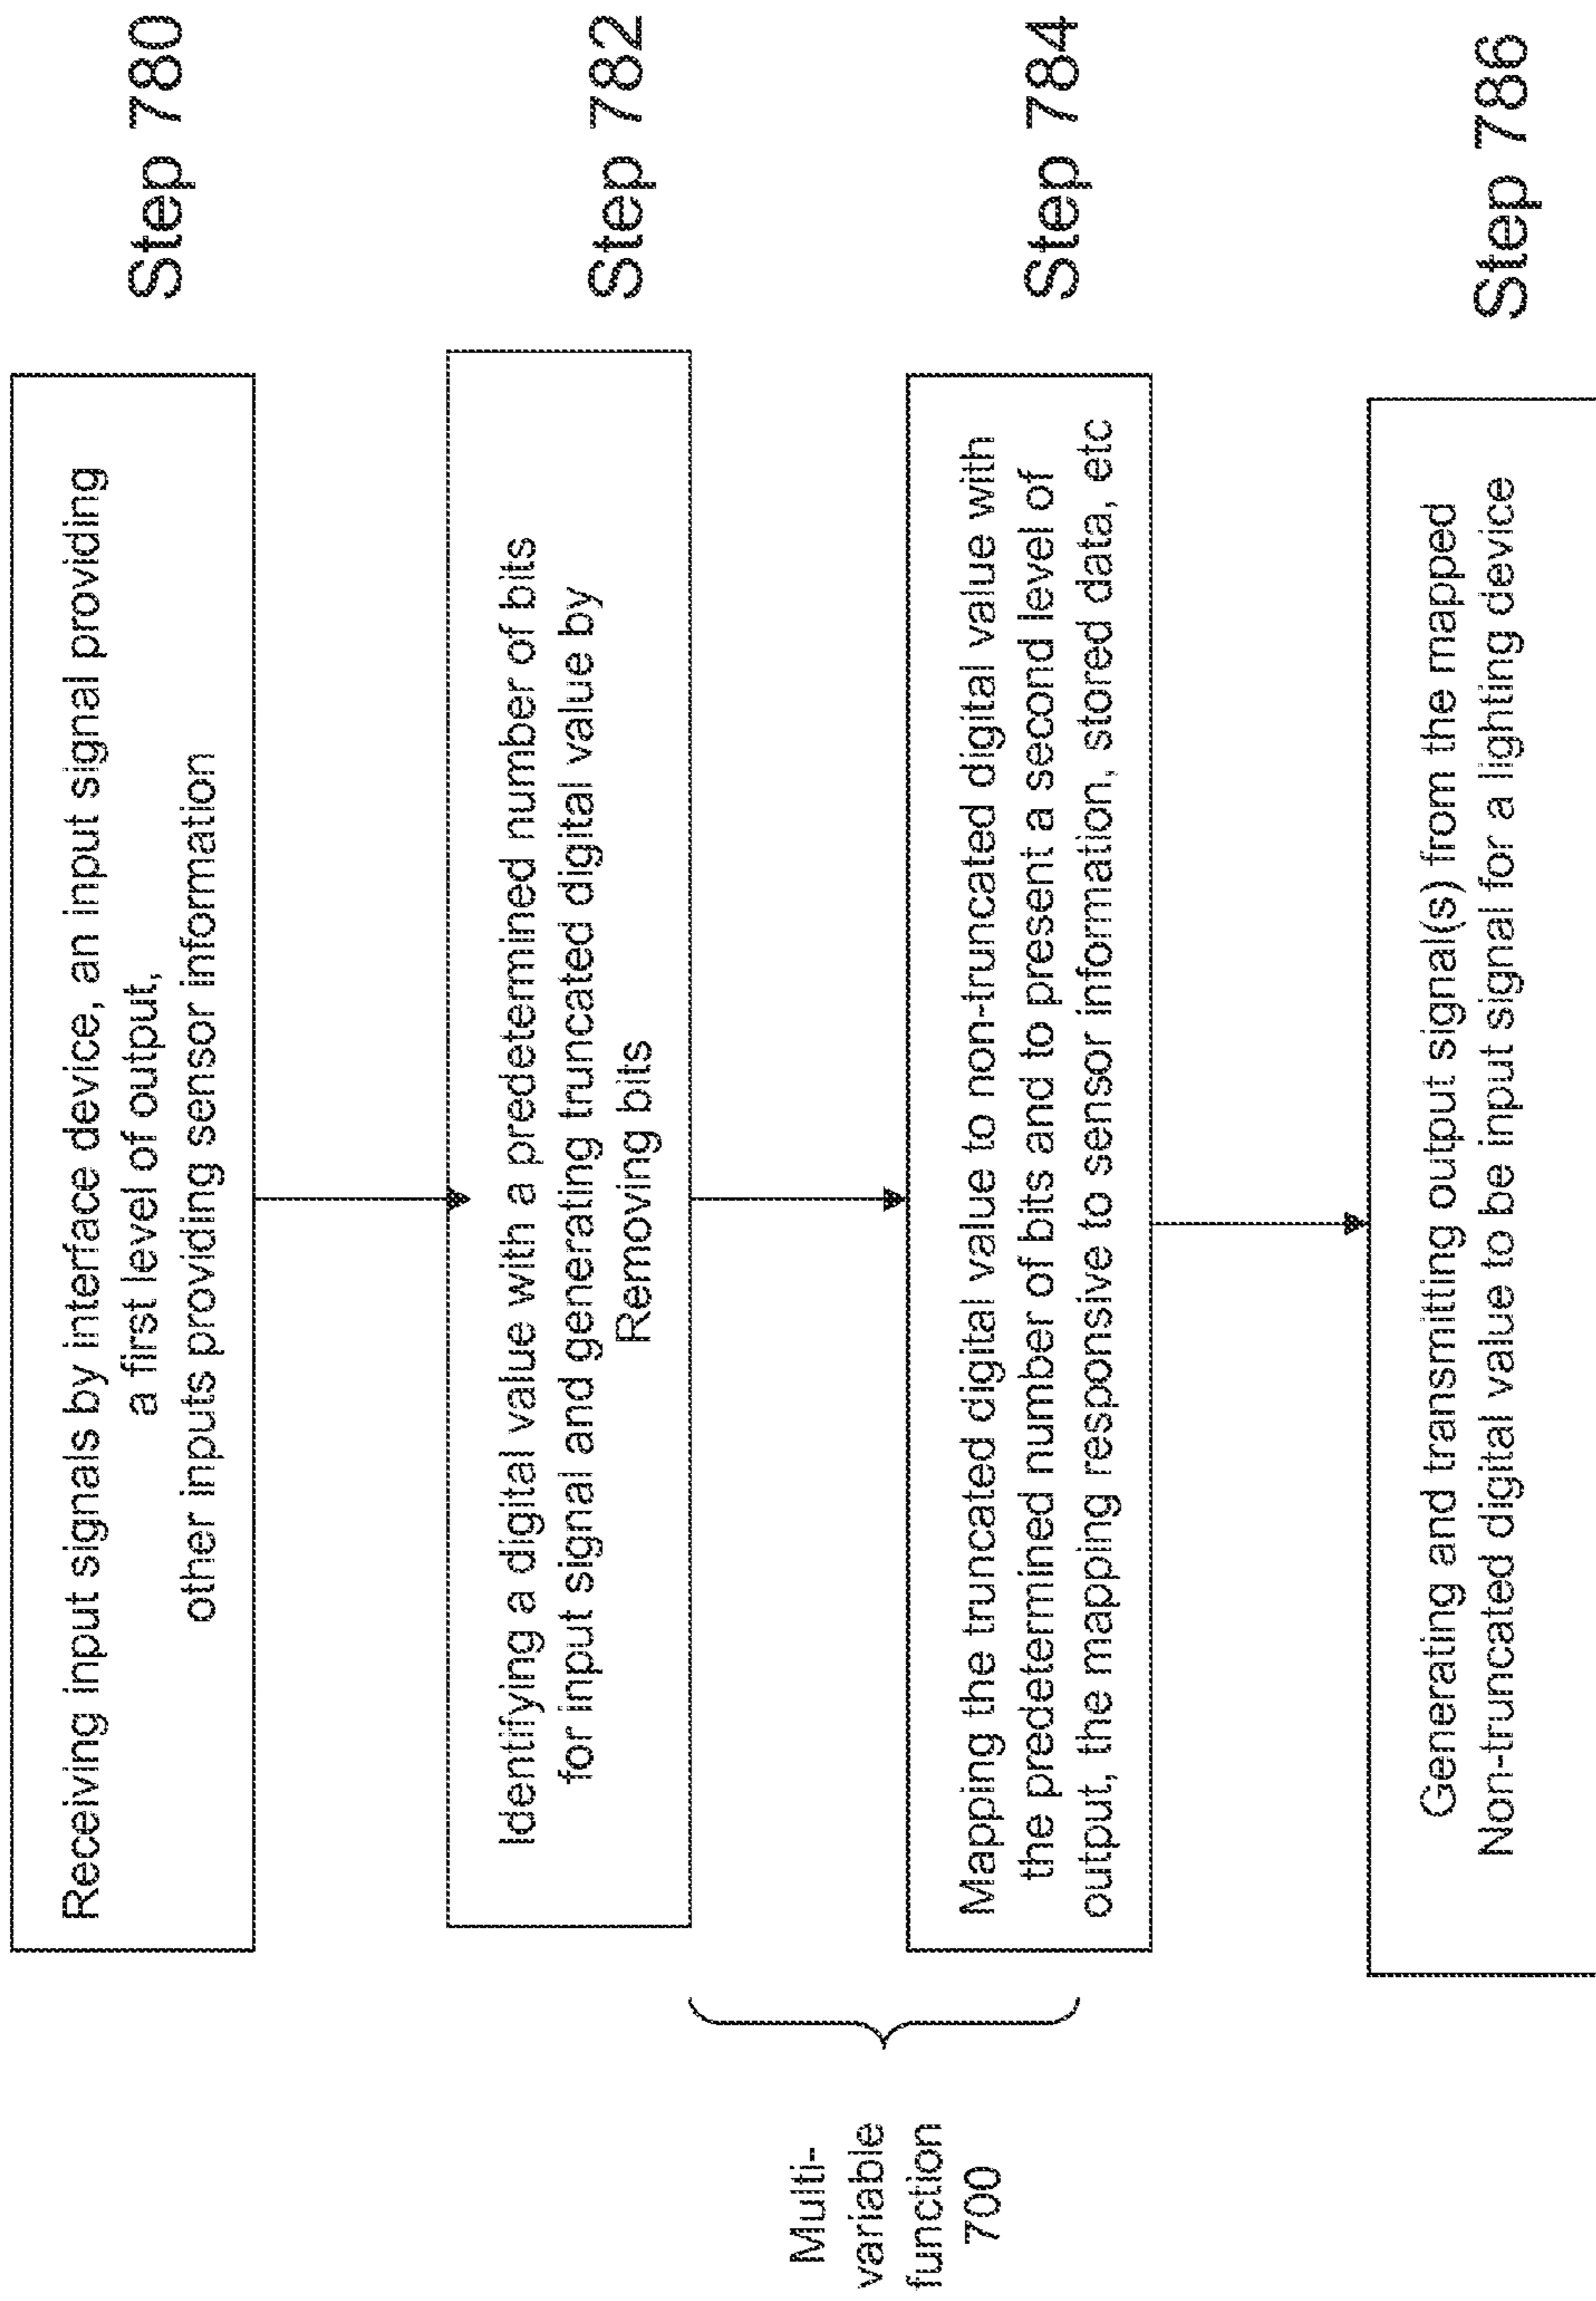 Receiving input signals by interface device, an input signal providing
a first level of output,
other inputs providing sensor information
Step 780
Identifying a digital value with a predetermined number of bits
for input signal and generating truncated digital value by
Removing bits
Step 782
Multi-
variable
function
700
Mapping the truncated digital value to non-truncated digital value with
the predetermined number of bits and to present a second level of
output, the mapping responsive to sensor information, stored data, etc
Step 784
Generating and transmitting output signal(s) from the mapped
Non-truncated digital value to be input signal for a lighting device
Step 786